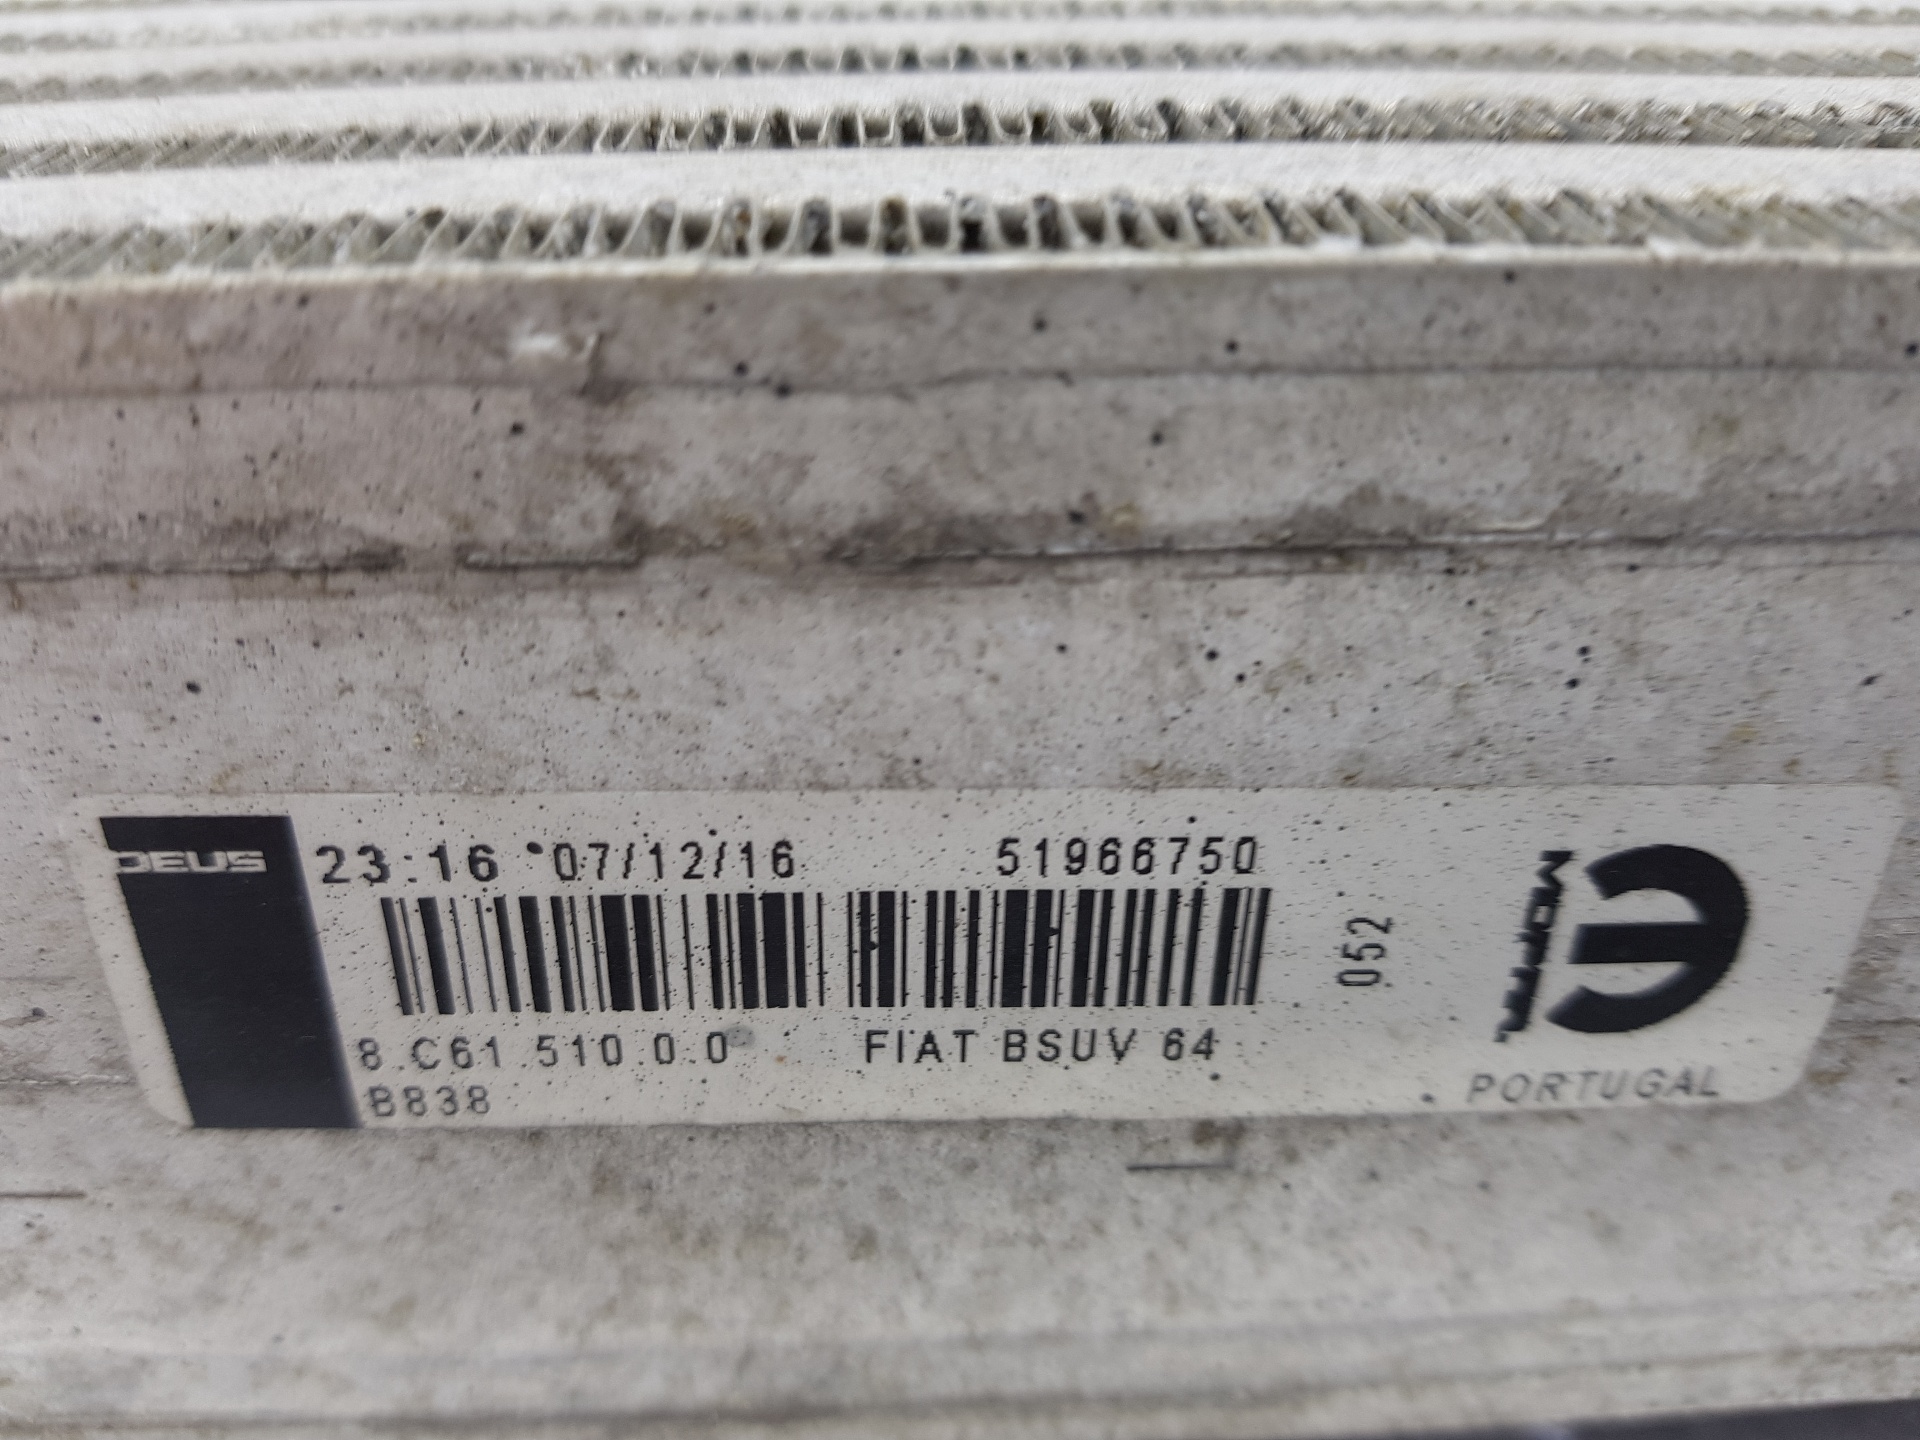 DEUS
23:16 07/12/16 51966750
052
MOPAR
8.C61.510.0.0 FIAT BSUV 64
B838
PORTUGAL